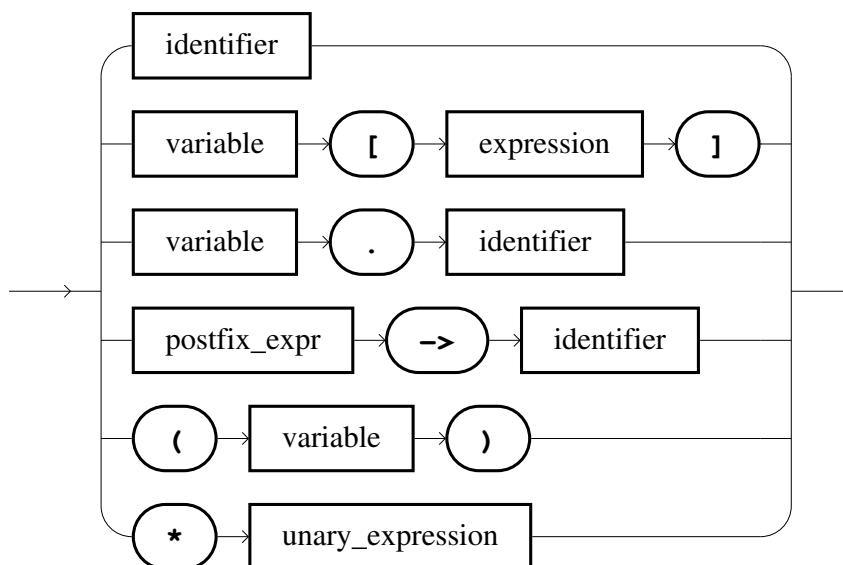 identifier
variable [ expression ]
variable . identifier
postfix_expr -> identifier
( variable )
* unary_expression